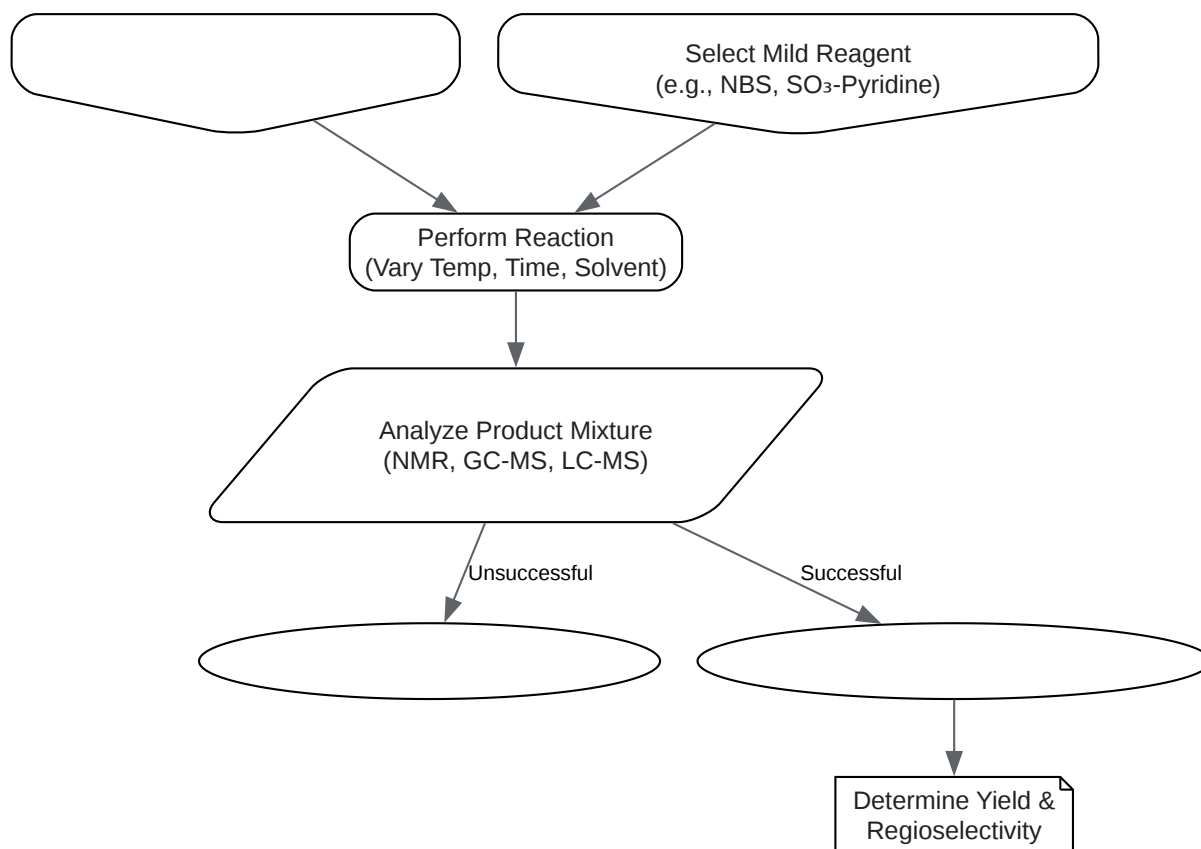 Select Mild Reagent
(e.g., NBS, SO₃-Pyridine)
Perform Reaction
(Vary Temp, Time, Solvent)
Analyze Product Mixture
(NMR, GC-MS, LC-MS)
Unsuccessful
Successful
Determine Yield &
Regioselectivity